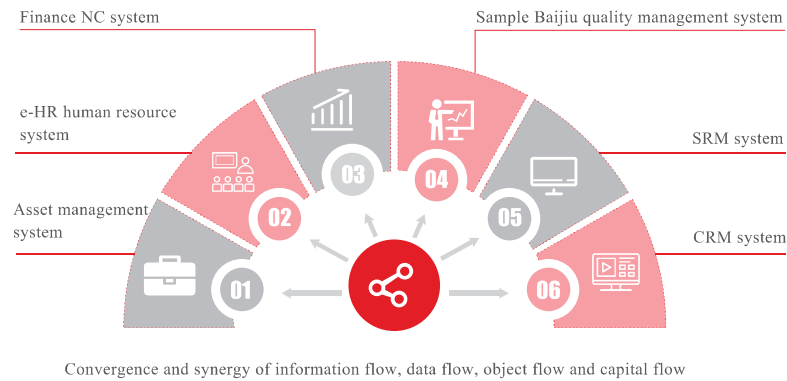 Finance NC system
Sample Baijiu quality management system
e-HR human resource
system
SRM system
Asset management
system
CRM system
03
04
02
05
01
06
Convergence and synergy of information flow, data flow, object flow and capital flow